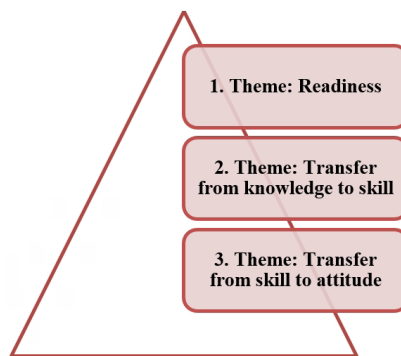 1. Theme: Readiness
2. Theme: Transfer
from knowledge to skill
3. Theme: Transfer
from skill to attitude